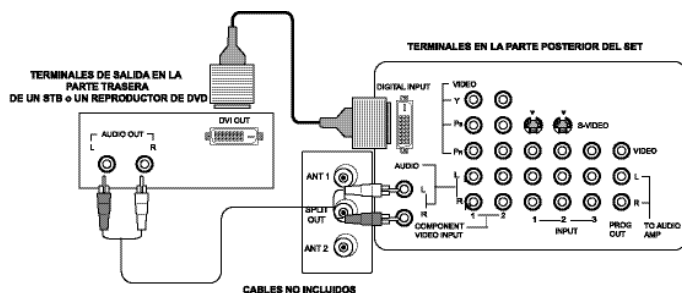 TERMINALES EN LA PARTE POSTERIOR DEL SET
TERMINALES DE SALIDA EN LA
PARTE TRASERA
DE UN STB o UN REPRODUCTOR DE DVD
DIGITAL INPUT
VIDEO
Y
PB
PR
S-VIDEO
VIDEO
DVI OUT
AUDIO OUT
L
R
ANT 1
SPLIT
OUT
ANT 2
AUDIO
L
R
L
R
L
R
1
2
COMPONENT
VIDEO INPUT
1
2
3
INPUT
PROG
OUT
TO AUDIO
AMP
CABLES NO INCLUIDOS